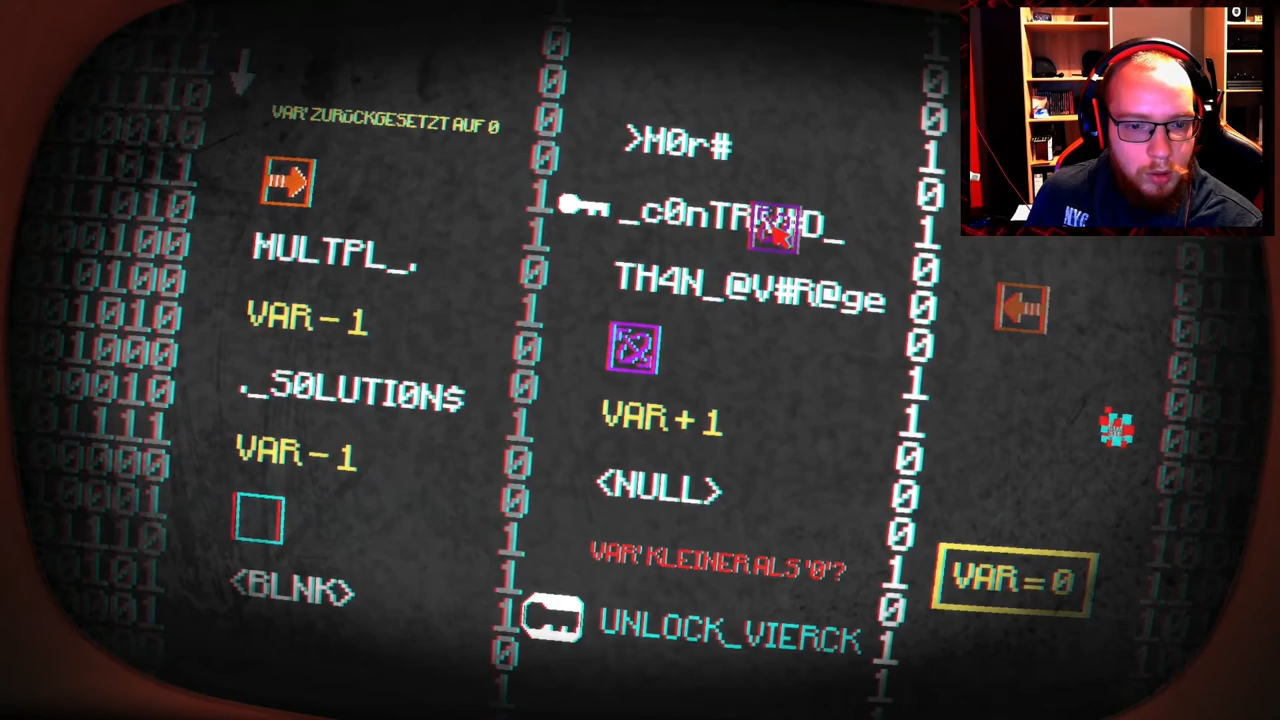 VAR' ZURÜCKGESETZT AUF 0
MULTPL_.
VAR - 1
._S0LUTI0N$
VAR - 1
<BLNK>
>M0r#
TH4N_@V#R@ge
VAR + 1
<NULL>
VAR' KLEINER ALS '0'?
UNLOCK_VIERCK
VAR = 0
NYC